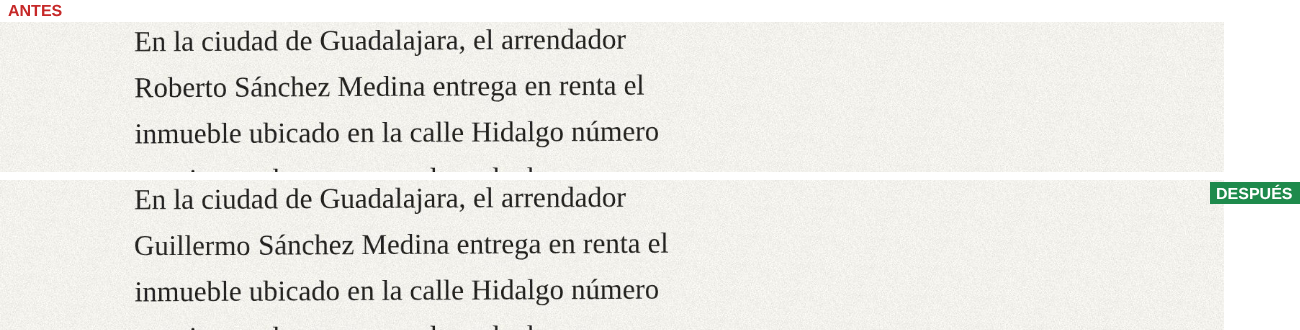 ANTES
En la ciudad de Guadalajara, el arrendador
Roberto Sánchez Medina entrega en renta el
inmueble ubicado en la calle Hidalgo número
DESPUÉS
En la ciudad de Guadalajara, el arrendador
Guillermo Sánchez Medina entrega en renta el
inmueble ubicado en la calle Hidalgo número